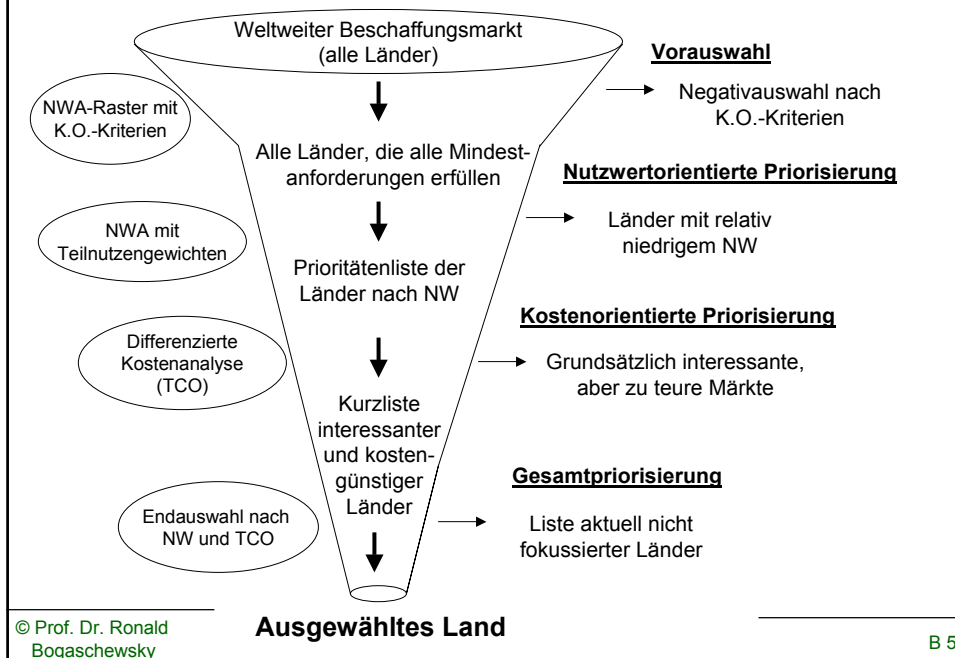 Weltweiter Beschaffungsmarkt
(alle Länder)
Vorauswahl
NWA-Raster mit
K.O.-Kriterien
Negativauswahl nach
K.O.-Kriterien
Alle Länder, die alle Mindest-
anforderungen erfüllen
Nutzwertorientierte Priorisierung
NWA mit
Teilnutzengewichten
Länder mit relativ
niedrigem NW
Prioritätenliste der
Länder nach NW
Kostenorientierte Priorisierung
Differenzierte
Kostenanalyse
(TCO)
Grundsätzlich interessante,
aber zu teure Märkte
Kurzliste
interessanter
und kosten-
günstiger
Länder
Gesamtpriorisierung
Endauswahl nach
NW und TCO
Liste aktuell nicht
fokussierter Länder
Ausgewähltes Land
© Prof. Dr. Ronald
Bogaschewsky
B 5